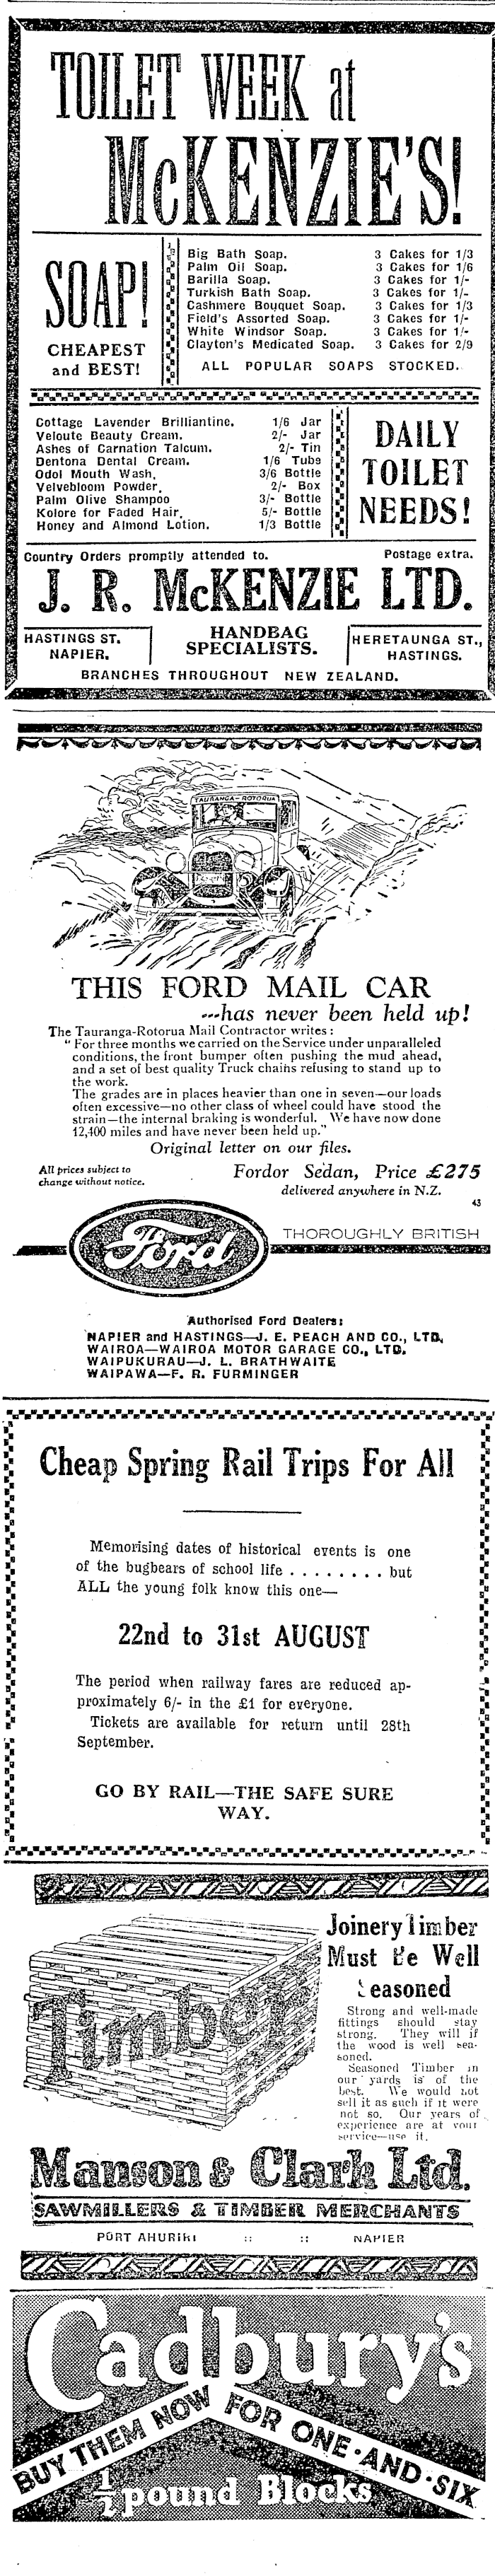 TOILET WEEK at
McKENZIE'S!
SOAP!
CHEAPEST
and BEST!
Big Bath Soap. 3 Cakes for 1/3
Palm Oil Soap. 3 Cakes for 1/6
Barilla Soap. 3 Cakes for 1/-
Turkish Bath Soap. 3 Cakes for 1/-
Cashmere Bouquet Soap. 3 Cakes for 1/3
Field's Assorted Soap. 3 Cakes for 1/-
White Windsor Soap. 3 Cakes for 1/-
Clayton's Medicated Soap. 3 Cakes for 2/9
ALL POPULAR SOAPS STOCKED.
Cottage Lavender Brilliantine. 1/6 Jar
Veloute Beauty Cream. 2/- Jar
Ashes of Carnation Talcum. 2/- Tin
Dentona Dental Cream. 1/6 Tube
Odol Mouth Wash. 3/6 Bottle
Velvebloom Powder. 2/- Box
Palm Olive Shampoo 3/- Bottle
Kolore for Faded Hair. 5/- Bottle
Honey and Almond Lotion. 1/3 Bottle
DAILY
TOILET
NEEDS!
Country Orders promptly attended to. Postage extra.
J. R. McKENZIE LTD.
HASTINGS ST.
NAPIER.
HANDBAG
SPECIALISTS.
HERETAUNGA ST.,
HASTINGS.
BRANCHES THROUGHOUT NEW ZEALAND.
TAURANGA-ROTORUA
THIS FORD MAIL CAR
---has never been held up!
The Tauranga-Rotorua Mail Contractor writes:
"For three months we carried on the Service under unparalleled
conditions, the front bumper often pushing the mud ahead,
and a set of best quality Truck chains refusing to stand up to
the work.
The grades are in places heavier than one in seven—our loads
often excessive—no other class of wheel could have stood the
strain—the internal braking is wonderful. We have now done
12,400 miles and have never been held up."
Original letter on our files.
All prices subject to
change without notice.
Fordor Sedan, Price £275
delivered anywhere in N.Z.
43
Ford
THOROUGHLY BRITISH
Authorised Ford Dealers:
NAPIER and HASTINGS—J. E. PEACH AND CO., LTD.
WAIROA—WAIROA MOTOR GARAGE CO., LTD.
WAIPUKURAU—J. L. BRATHWAITE
WAIPAWA—F. R. FURMINGER
Cheap Spring Rail Trips For All
Memorising dates of historical events is one
of the bugbears of school life . . . . . . . . but
ALL the young folk know this one—
22nd to 31st AUGUST
The period when railway fares are reduced ap-
proximately 6/- in the £1 for everyone.
Tickets are available for return until 28th
September.
GO BY RAIL—THE SAFE SURE
WAY.
Timber
Joinery Timber
Must Be Well
Seasoned
Strong and well-made
fittings should stay
strong. They will if
the wood is well sea-
soned.
Seasoned Timber in
our yards is of the
best. We would not
sell it as such if it were
not so. Our years of
experience are at your
service—use it.
Manson & Clark Ltd.
SAWMILLERS & TIMBER MERCHANTS
PORT AHURIRI :: :: NAPIER
Cadbury's
BUY THEM NOW FOR ONE·AND·SIX
1/2 pound Blocks